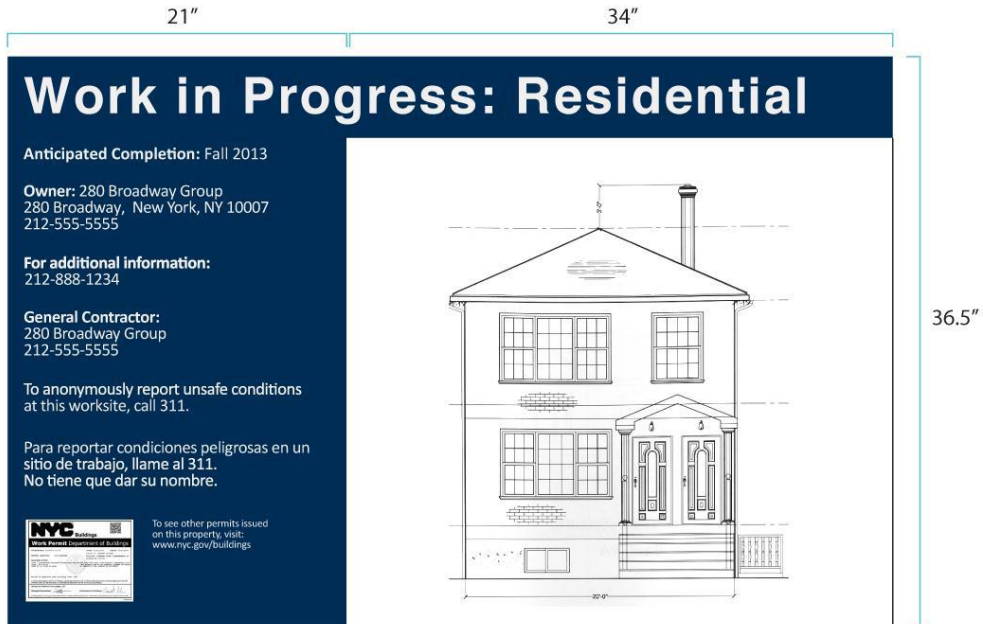 21”
34”
Work in Progress: Residential
Anticipated Completion: Fall 2013
Owner: 280 Broadway Group
280 Broadway, New York, NY 10007
212-555-5555
For additional information:
212-888-1234
General Contractor:
280 Broadway Group
212-555-5555
To anonymously report unsafe conditions
at this worksite, call 311.
Para reportar condiciones peligrosas en un
sitio de trabajo, llame al 311.
No tiene que dar su nombre.
NYC Buildings
Work Permit Department of Buildings
To see other permits issued
on this property, visit:
www.nyc.gov/buildings
36.5”